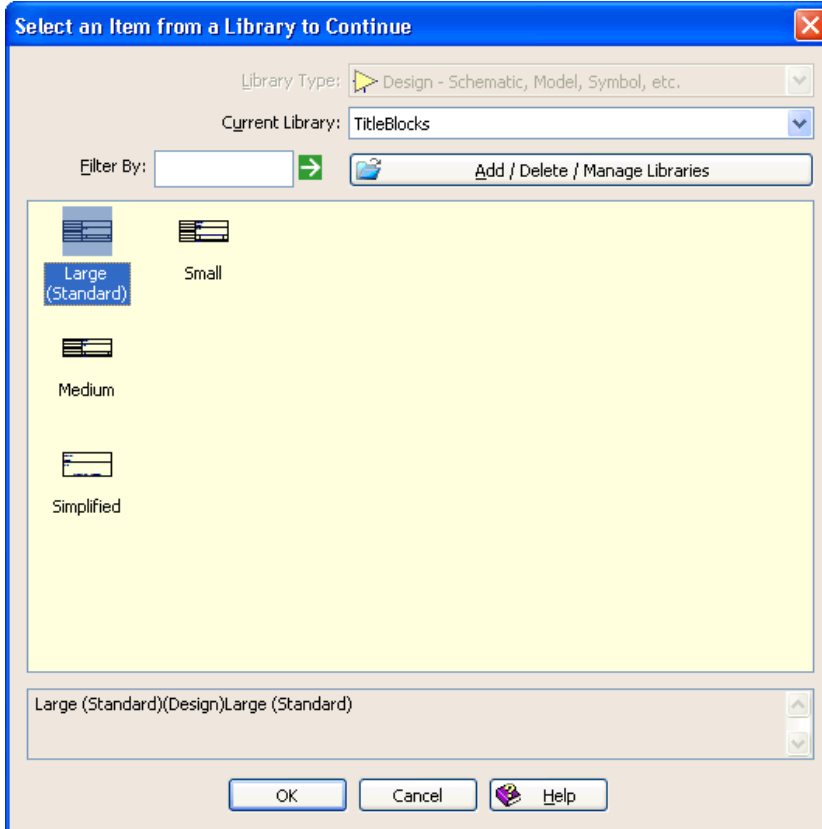 Select an Item from a Library to Continue
Library Type: Design - Schematic, Model, Symbol, etc.
Current Library: TitleBlocks
Filter By: Add / Delete / Manage Libraries
Large
(Standard)
Small
Medium
Simplified
Large (Standard)(Design)Large (Standard)
OK Cancel Help